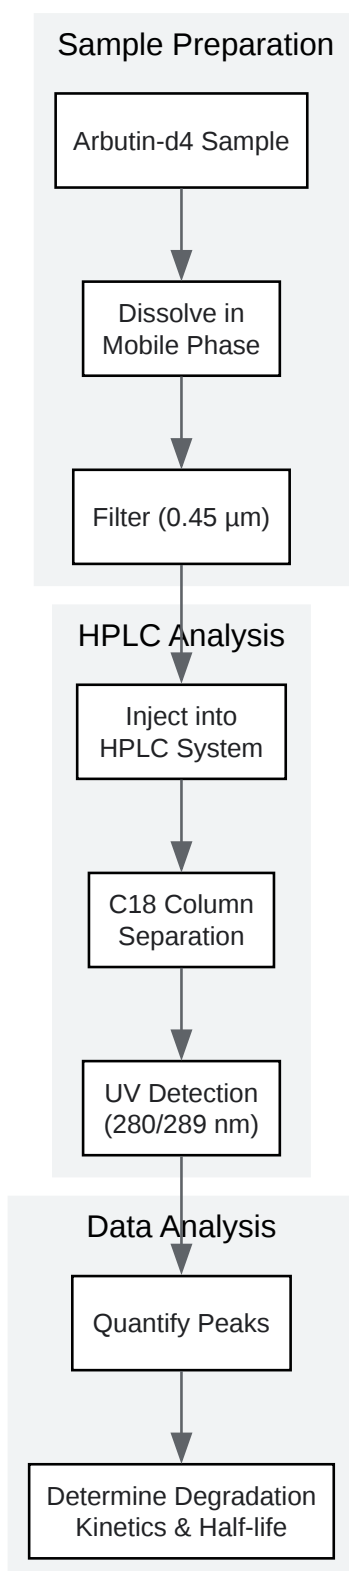 Sample Preparation
Arbutin-d4 Sample
Dissolve in
Mobile Phase
Filter (0.45 µm)
HPLC Analysis
Inject into
HPLC System
C18 Column
Separation
UV Detection
(280/289 nm)
Data Analysis
Quantify Peaks
Determine Degradation
Kinetics & Half-life